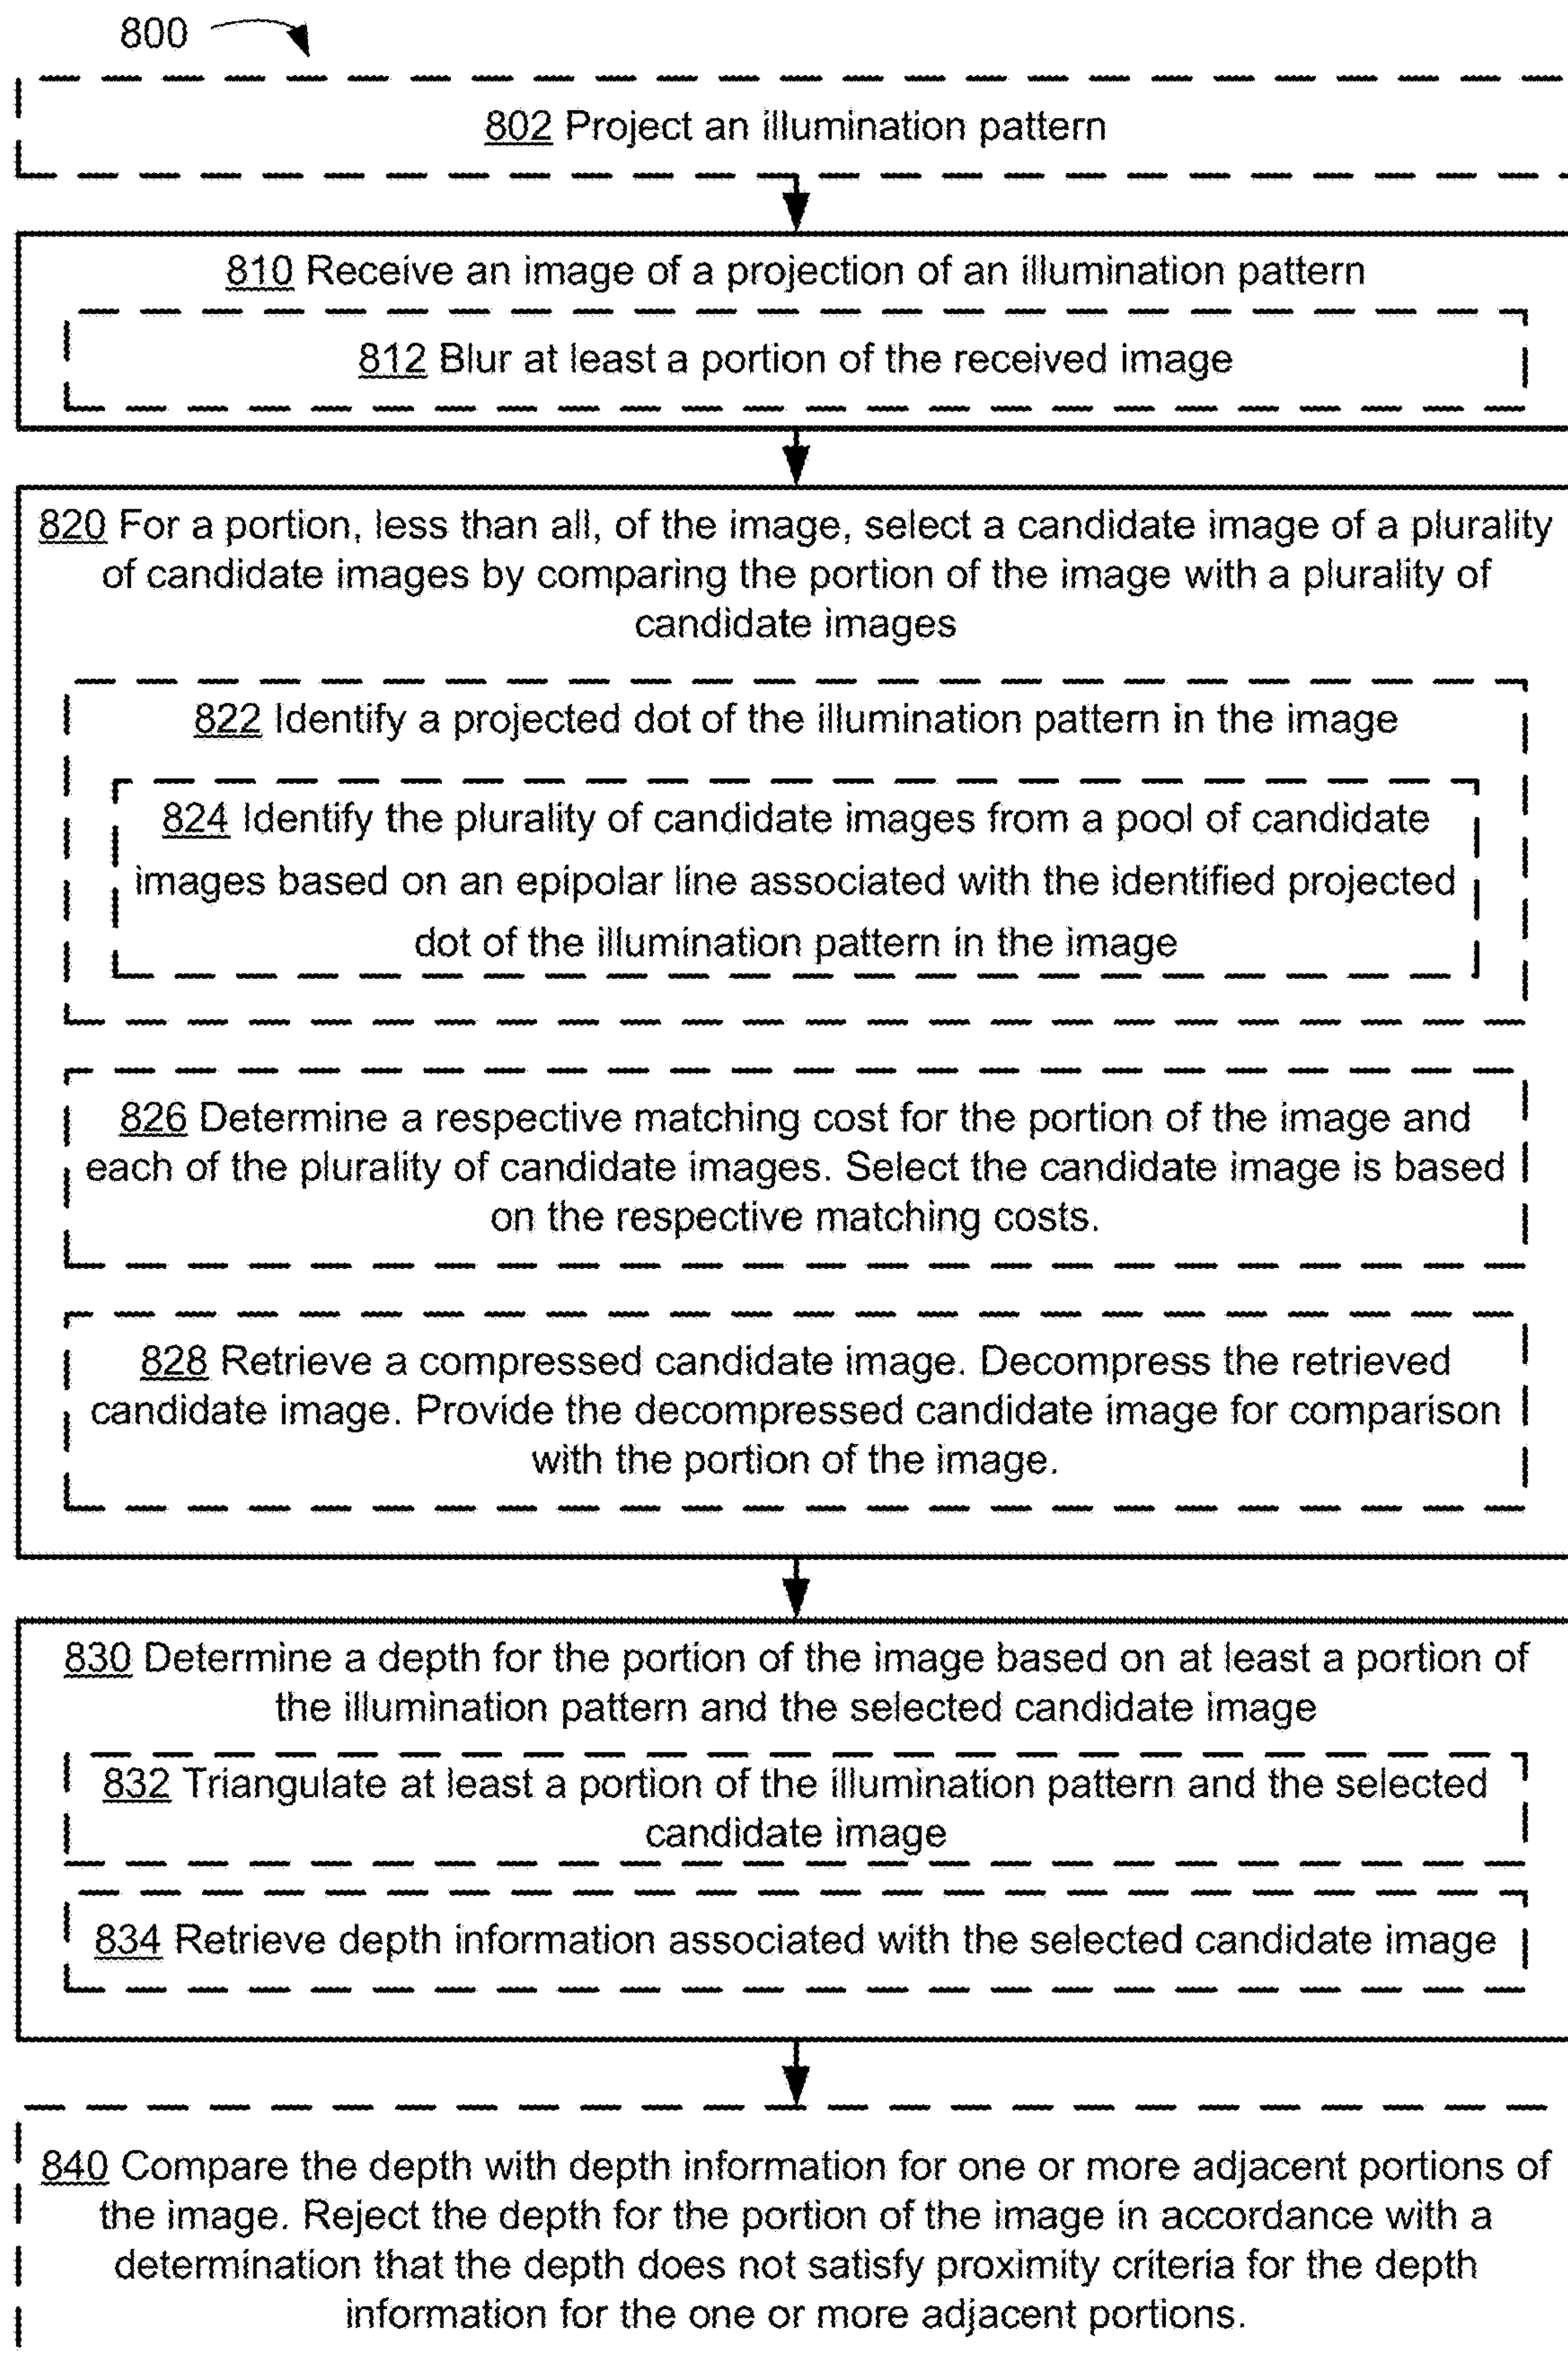 800
802 Project an illumination pattern
810 Receive an image of a projection of an illumination pattern
812 Blur at least a portion of the received image
820 For a portion, less than all, of the image, select a candidate image of a plurality
of candidate images by comparing the portion of the image with a plurality of
candidate images
822 Identify a projected dot of the illumination pattern in the image
824 Identify the plurality of candidate images from a pool of candidate
images based on an epipolar line associated with the identified projected
dot of the illumination pattern in the image
826 Determine a respective matching cost for the portion of the image and
each of the plurality of candidate images. Select the candidate image is based
on the respective matching costs.
828 Retrieve a compressed candidate image. Decompress the retrieved
candidate image. Provide the decompressed candidate image for comparison
with the portion of the image.
830 Determine a depth for the portion of the image based on at least a portion of
the illumination pattern and the selected candidate image
832 Triangulate at least a portion of the illumination pattern and the selected
candidate image
834 Retrieve depth information associated with the selected candidate image
840 Compare the depth with depth information for one or more adjacent portions of
the image. Reject the depth for the portion of the image in accordance with a
determination that the depth does not satisfy proximity criteria for the depth
information for the one or more adjacent portions.